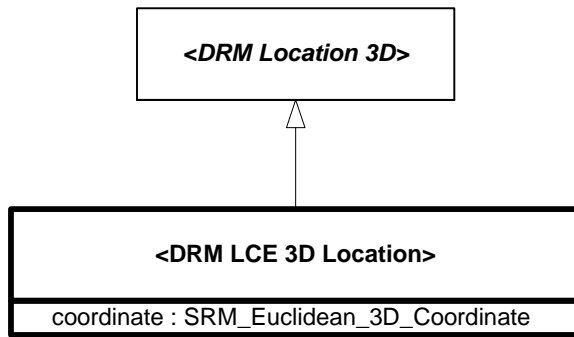 <DRM Location 3D>
<DRM LCE 3D Location>
coordinate : SRM_Euclidean_3D_Coordinate